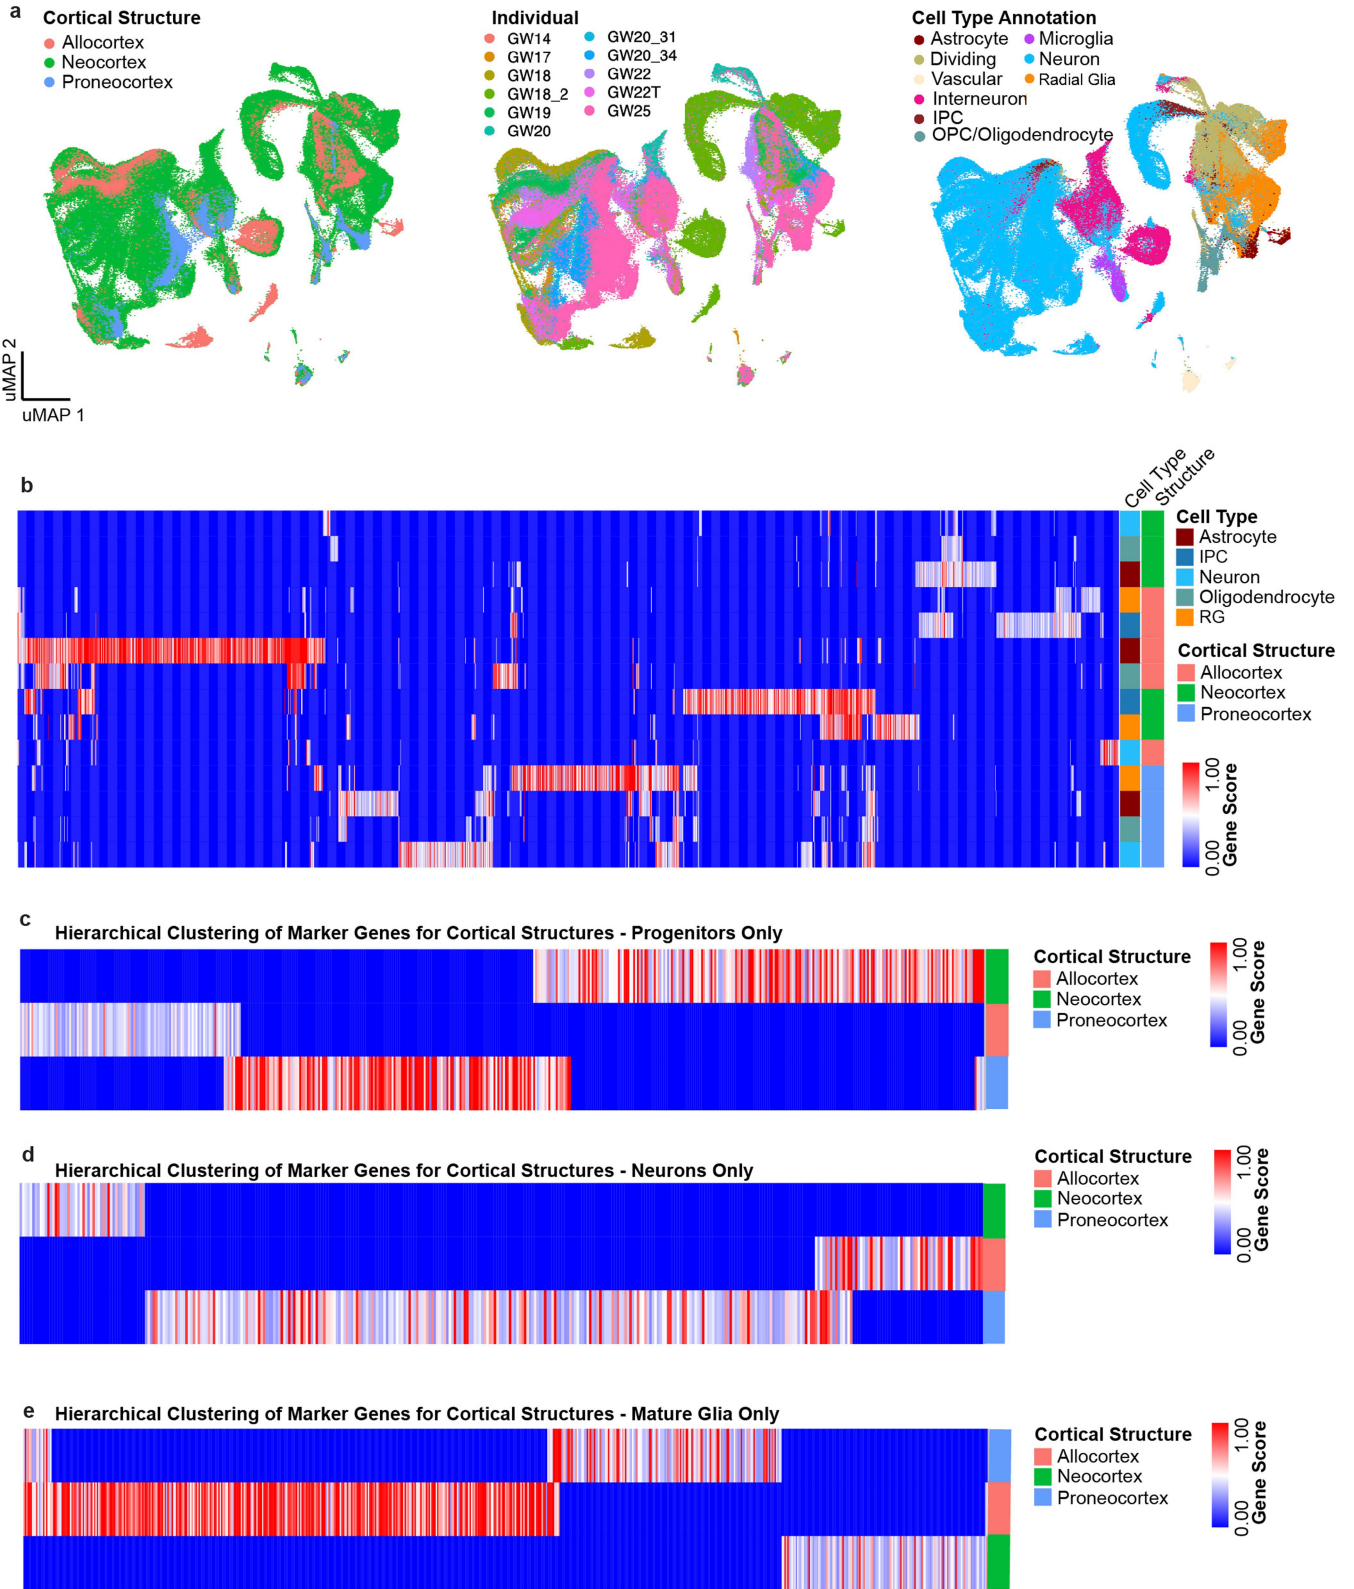 a
Cortical Structure
Allocortex
Neocortex
Proneocortex
Individual
GW14
GW17
GW18
GW18_2
GW19
GW20
GW20_31
GW20_34
GW22
GW22T
GW25
Cell Type Annotation
Astrocyte
Dividing
Vascular
Interneuron
IPC
OPC/Oligodendrocyte
Microglia
Neuron
Radial Glia
uMAP 2
uMAP 1
b
Cell Type
Structure
Cell Type
Astrocyte
IPC
Neuron
Oligodendrocyte
RG
Cortical Structure
Allocortex
Neocortex
Proneocortex
0.00 1.00
Gene Score
c
Hierarchical Clustering of Marker Genes for Cortical Structures - Progenitors Only
Cortical Structure
Allocortex
Neocortex
Proneocortex
0.00 1.00
Gene Score
d
Hierarchical Clustering of Marker Genes for Cortical Structures - Neurons Only
Cortical Structure
Allocortex
Neocortex
Proneocortex
0.00 1.00
Gene Score
e
Hierarchical Clustering of Marker Genes for Cortical Structures - Mature Glia Only
Cortical Structure
Allocortex
Neocortex
Proneocortex
0.00 1.00
Gene Score